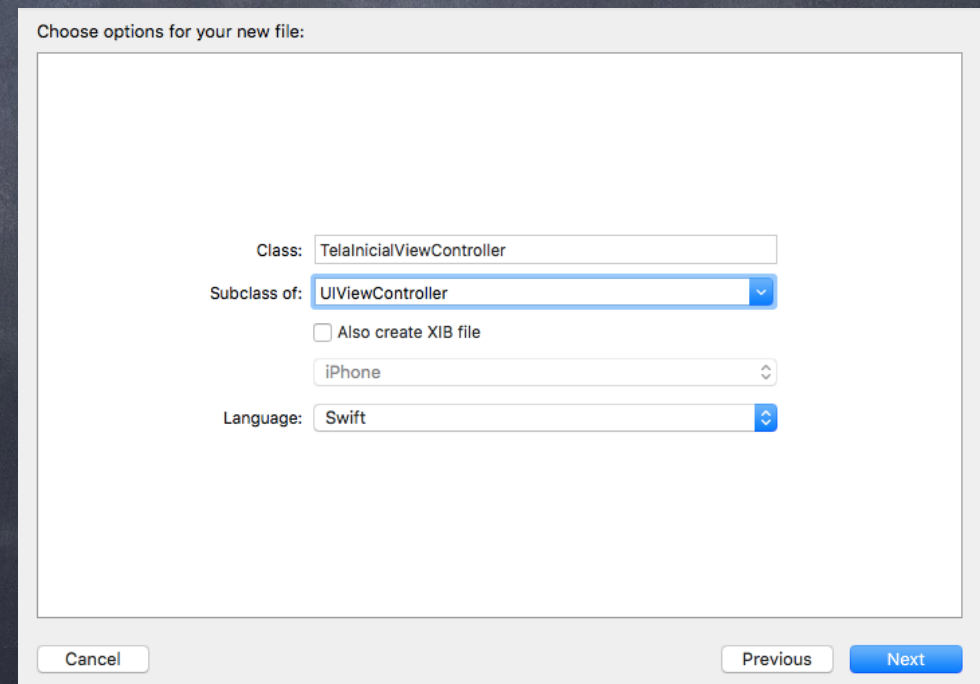 Choose options for your new file:
Class: TelaInicialViewController
Subclass of: UIViewController
Also create XIB file
iPhone
Language: Swift
Cancel Previous Next